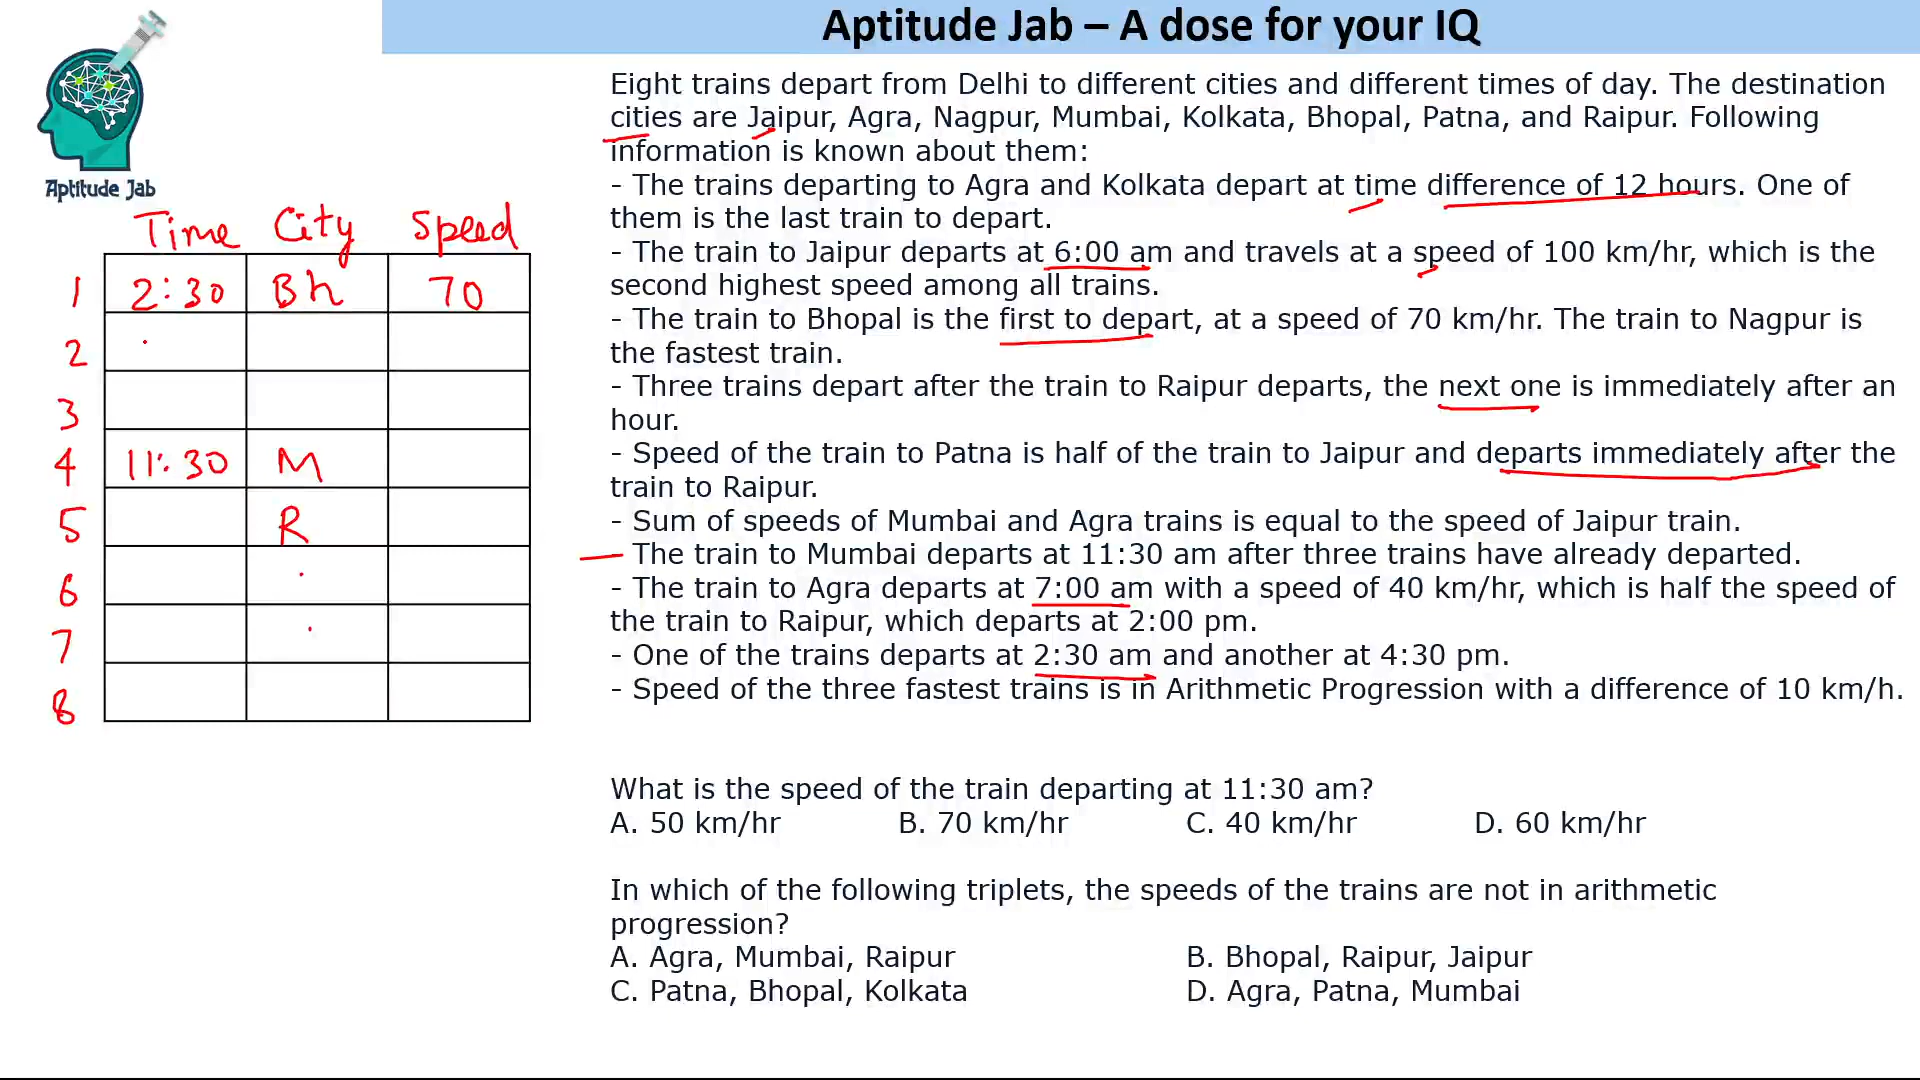 Aptitude Jab – A dose for your IQ
Aptitude Jab
Eight trains depart from Delhi to different cities and different times of day. The destination
cities are Jaipur, Agra, Nagpur, Mumbai, Kolkata, Bhopal, Patna, and Raipur. Following
information is known about them:
- The trains departing to Agra and Kolkata depart at time difference of 12 hours. One of
them is the last train to depart.
- The train to Jaipur departs at 6:00 am and travels at a speed of 100 km/hr, which is the
second highest speed among all trains.
- The train to Bhopal is the first to depart, at a speed of 70 km/hr. The train to Nagpur is
the fastest train.
- Three trains depart after the train to Raipur departs, the next one is immediately after an
hour.
- Speed of the train to Patna is half of the train to Jaipur and departs immediately after the
train to Raipur.
- Sum of speeds of Mumbai and Agra trains is equal to the speed of Jaipur train.
- The train to Mumbai departs at 11:30 am after three trains have already departed.
- The train to Agra departs at 7:00 am with a speed of 40 km/hr, which is half the speed of
the train to Raipur, which departs at 2:00 pm.
- One of the trains departs at 2:30 am and another at 4:30 pm.
- Speed of the three fastest trains is in Arithmetic Progression with a difference of 10 km/h.
What is the speed of the train departing at 11:30 am?
A. 50 km/hr B. 70 km/hr C. 40 km/hr D. 60 km/hr
In which of the following triplets, the speeds of the trains are not in arithmetic
progression?
A. Agra, Mumbai, Raipur B. Bhopal, Raipur, Jaipur
C. Patna, Bhopal, Kolkata D. Agra, Patna, Mumbai
Time City Speed
1 2:30 Bh 70
2
3
4 11:30 M
5 R
6
7
8